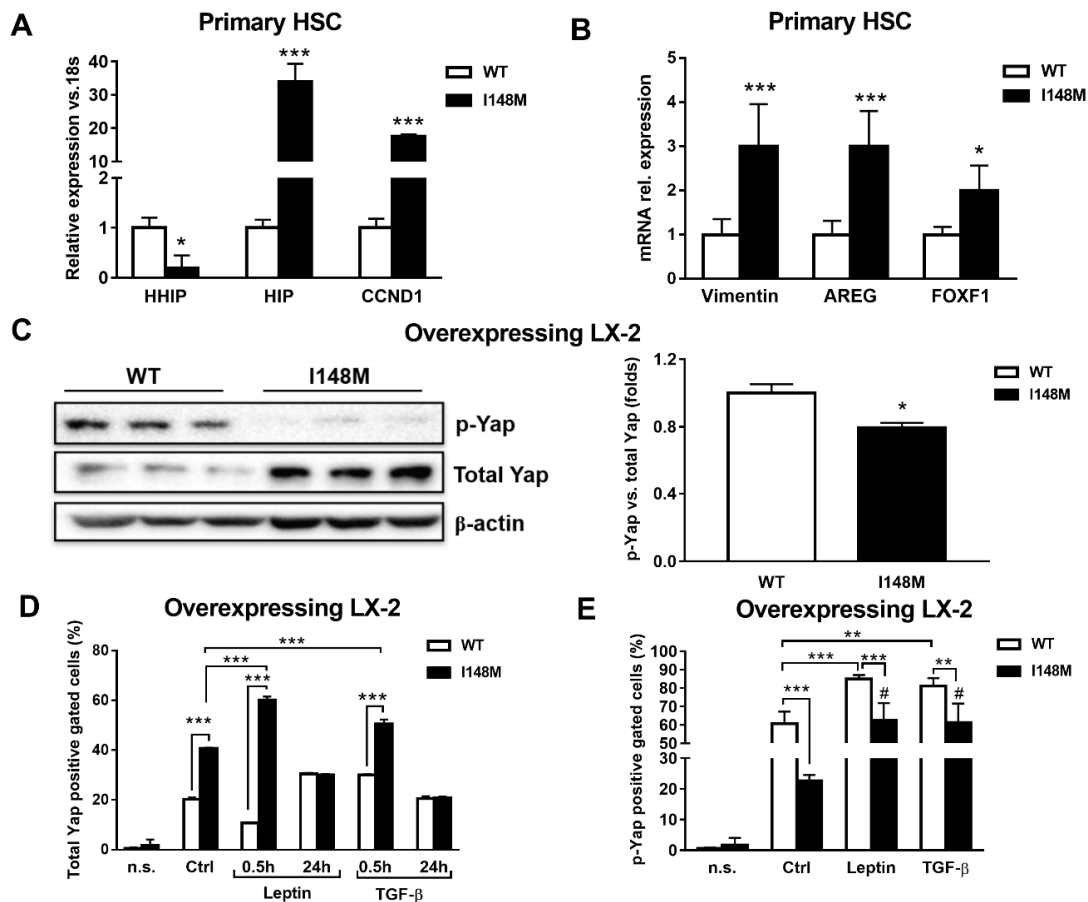 A
Primary HSC
Relative expression vs.18s
40
30
20
10
2
1
0
***
*
***
HHIP
HIP
CCND1
WT
I148M
B
Primary HSC
mRNA rel. expression
5
4
3
2
1
0
***
***
*
Vimentin
AREG
FOXF1
WT
I148M
C
Overexpressing LX-2
WT
I148M
p-Yap
Total Yap
β-actin
p-Yap vs. total Yap (folds)
1.2
0.8
0.4
0.0
*
WT
I148M
WT
I148M
D
Overexpressing LX-2
Total Yap positive gated cells (%)
80
60
40
20
0
***
***
***
***
***
n.s.
Ctrl
0.5h
24h
0.5h
24h
Leptin
TGF-β
WT
I148M
E
Overexpressing LX-2
p-Yap positive gated cells (%)
100
90
80
70
60
50
30
20
10
0
**
***
***
**
***
#
#
n.s.
Ctrl
Leptin
TGF-β
WT
I148M